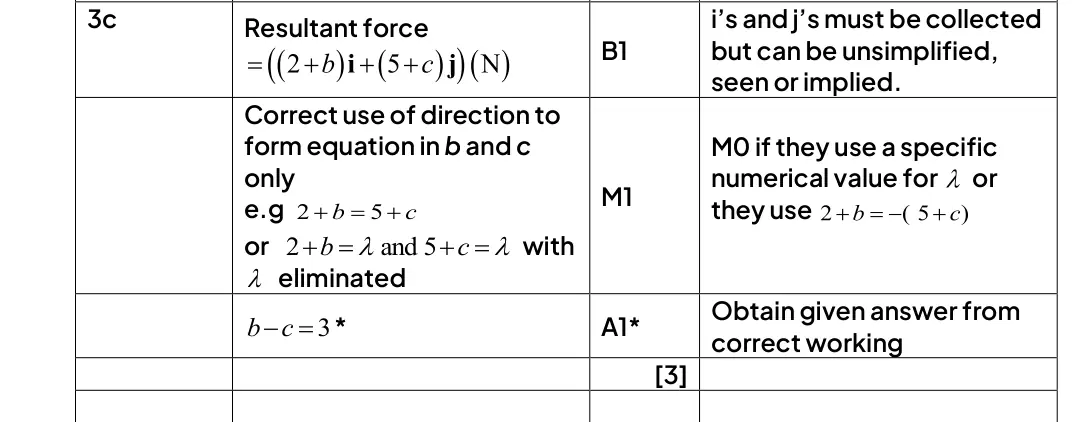 3c
Resultant force
=((2+b)i+(5+c)j)(N)
B1
i’s and j’s must be collected
but can be unsimplified,
seen or implied.
Correct use of direction to
form equation in b and c
only
e.g 2+b=5+c
or 2+b=λ and 5+c=λ with
λ eliminated
M1
M0 if they use a specific
numerical value for λ or
they use 2+b=-( 5+c)
b-c=3*
A1*
Obtain given answer from
correct working
[3]